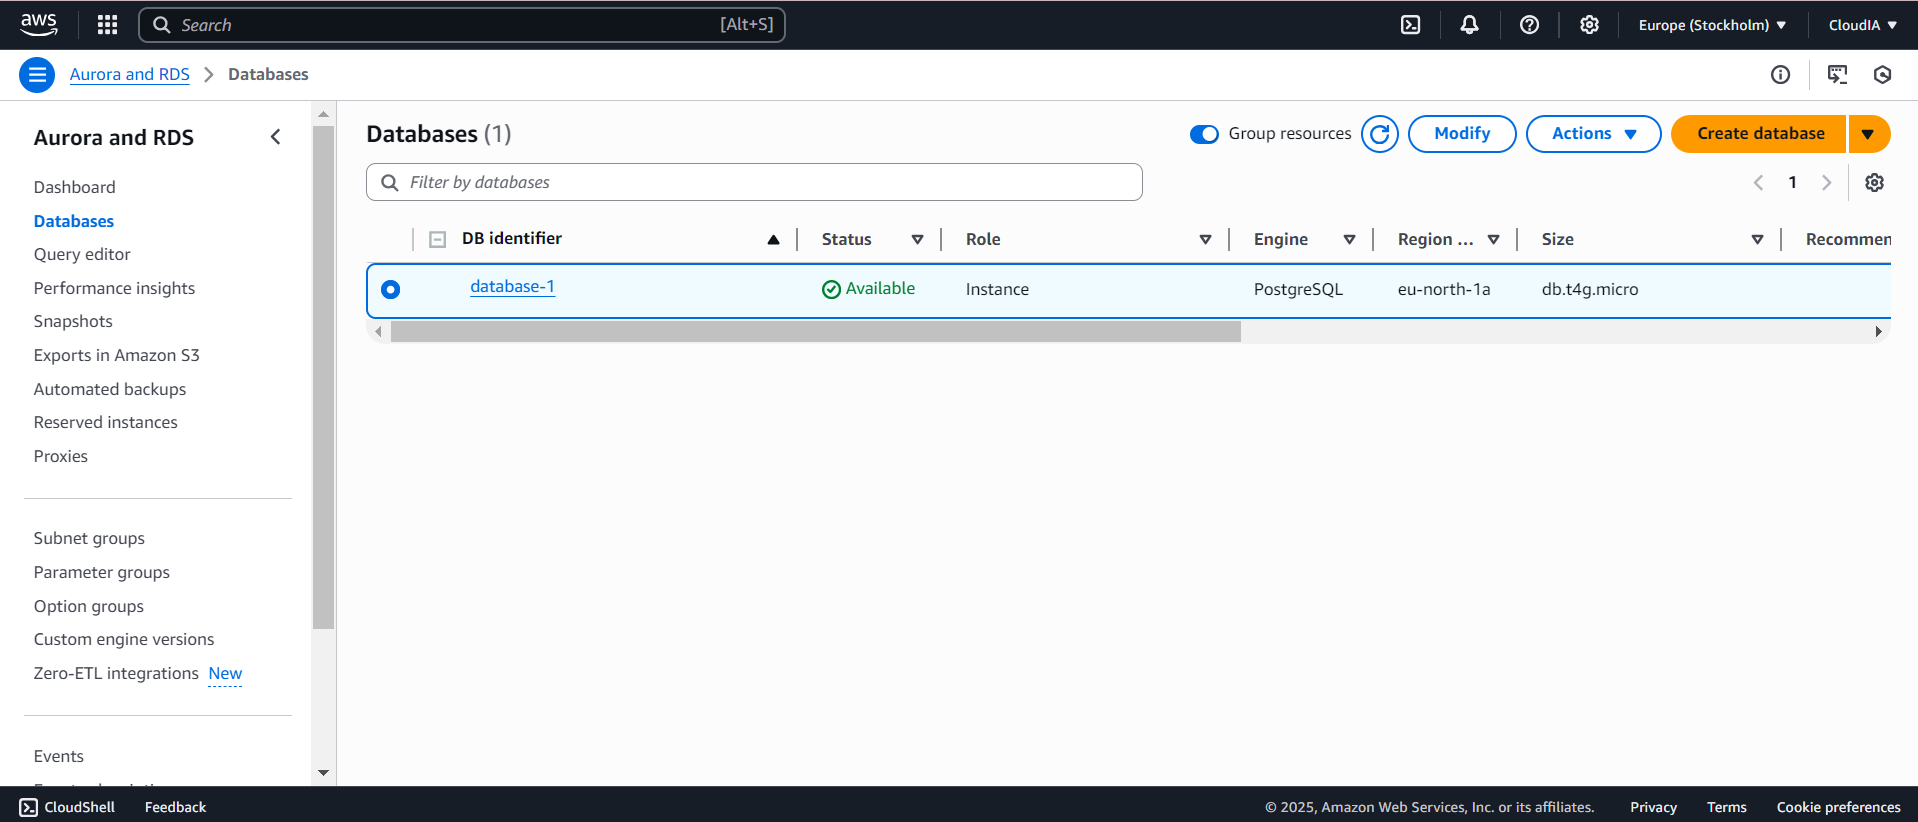 aws
Search [Alt+S]
Europe (Stockholm)
CloudIA
Aurora and RDS
Databases
Aurora and RDS
Dashboard
Databases
Query editor
Performance insights
Snapshots
Exports in Amazon S3
Automated backups
Reserved instances
Proxies
Subnet groups
Parameter groups
Option groups
Custom engine versions
Zero-ETL integrations New
Events
Databases (1)
Group resources
Modify
Actions
Create database
Filter by databases
1
DB identifier Status Role Engine Region ... Size Recommen
database-1 Available Instance PostgreSQL eu-north-1a db.t4g.micro
CloudShell Feedback © 2025, Amazon Web Services, Inc. or its affiliates. Privacy Terms Cookie preferences